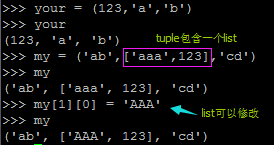 >>> your = (123,'a','b')
>>> your
(123, 'a', 'b')
tuple包含一个list
>>> my = ('ab',['aaa',123],'cd')
>>> my
('ab', ['aaa', 123], 'cd')
>>> my[1][0] = 'AAA'
list可以修改
>>> my
('ab', ['AAA', 123], 'cd')